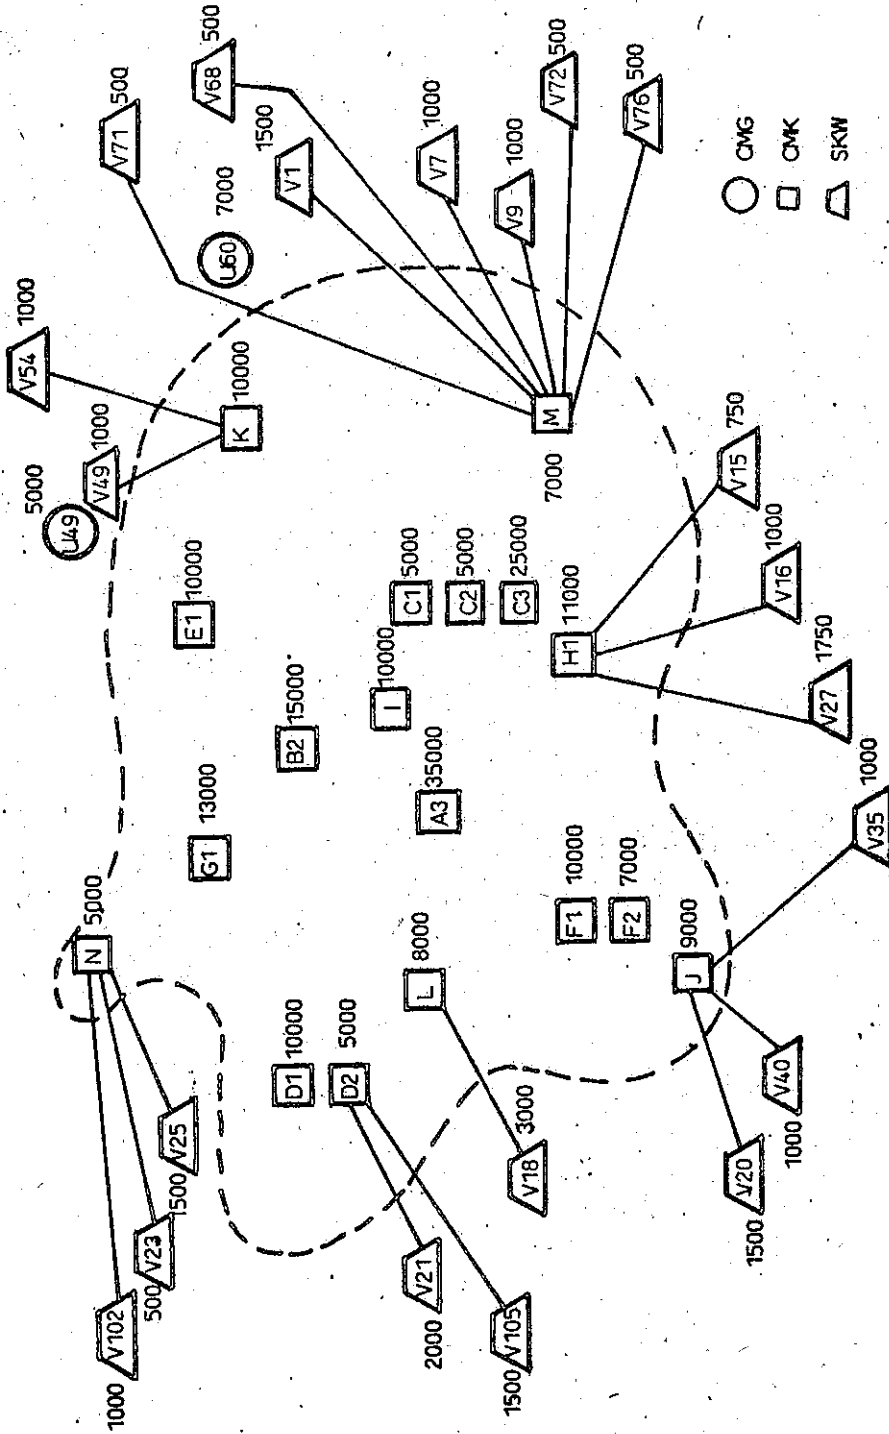 V102
1000
V23
500
V25
1500
N
5000
U49
5000
V49
1000
V54
1000
V71
500
V68
500
G1
13000
E1
10000
K
10000
U60
7000
V1
1500
D1
10000
D2
5000
B2
15000
V21
2000
V105
1500
L
8000
V18
3000
A3
35000
I
10000
C1
5000
C2
5000
C3
25000
V7
1000
V9
1000
V72
500
V76
500
M
7000
F1
10000
F2
7000
H1
11000
J
9000
V20
1500
V40
1000
V35
1000
V27
1750
V16
1000
V15
750
CMG
CMK
SKW